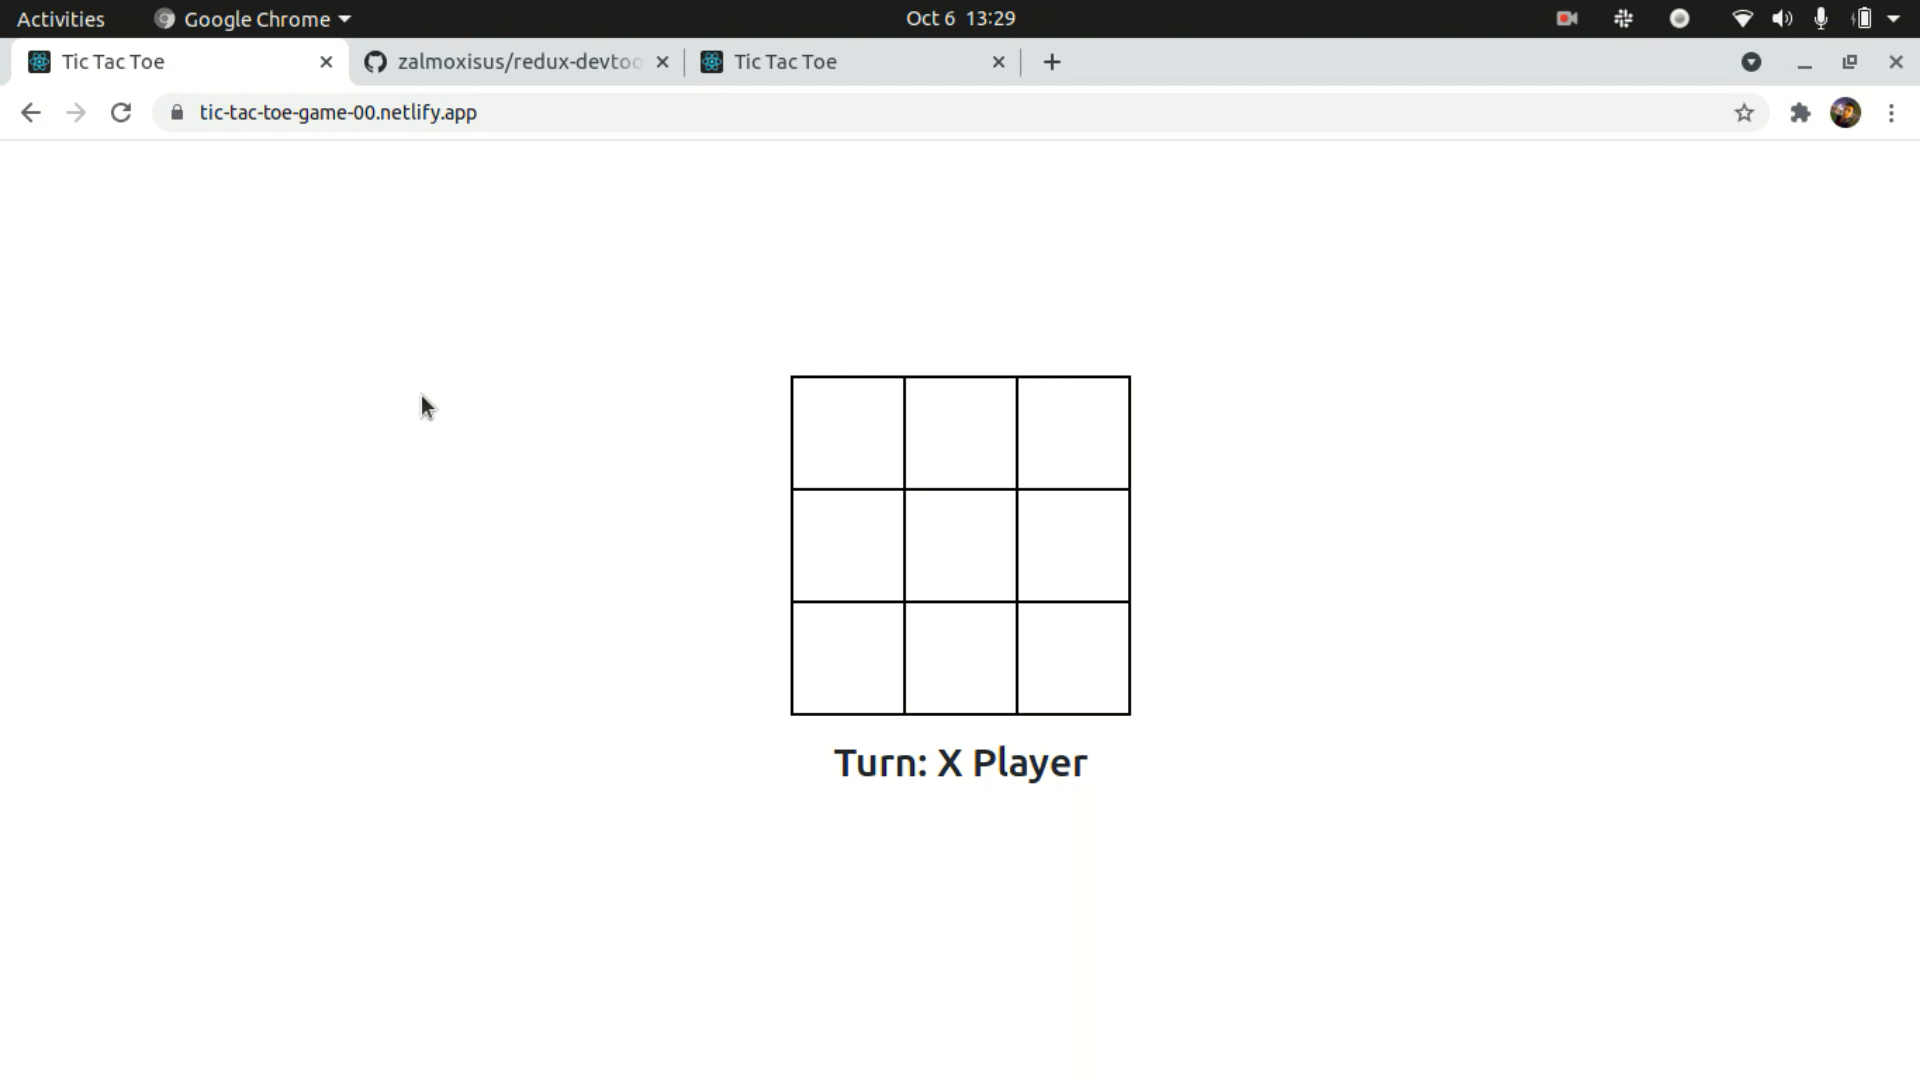 Activities Google Chrome Oct 6 13:29
Tic Tac Toe zalmoxisus/redux-devtoo Tic Tac Toe
tic-tac-toe-game-00.netlify.app
Turn: X Player